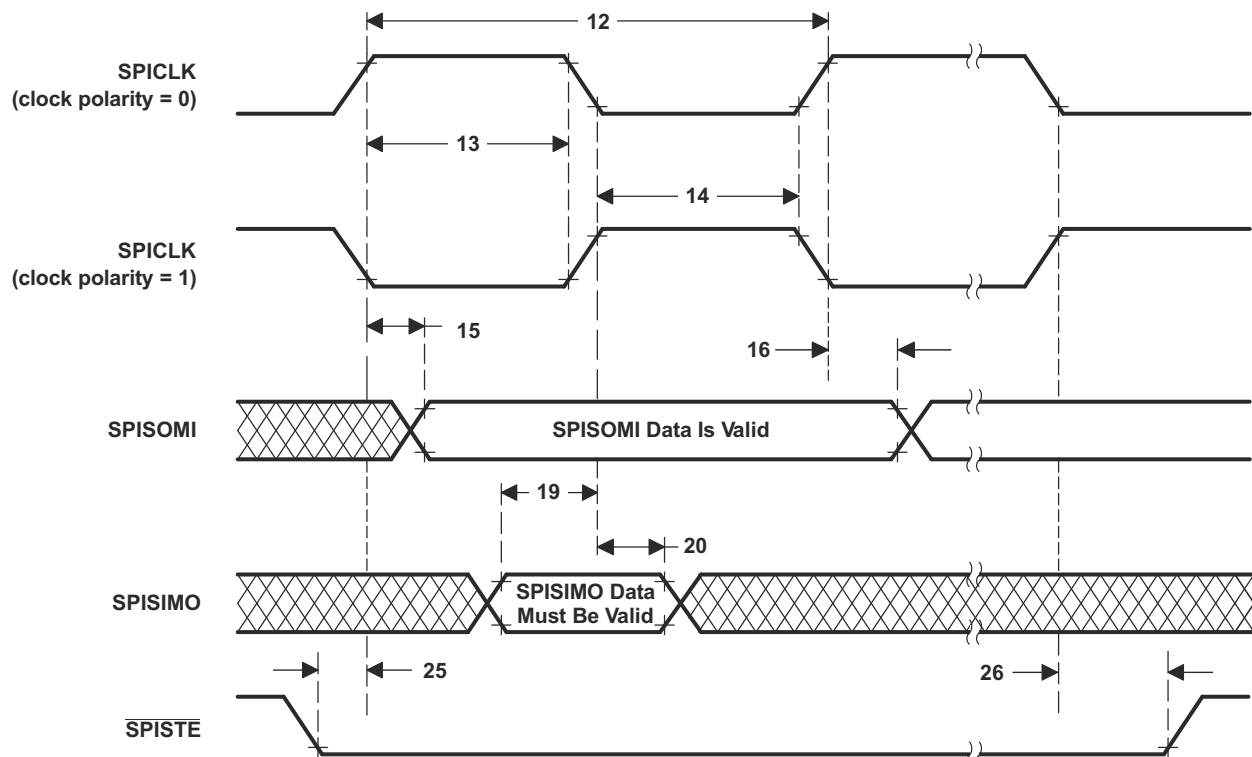 12
SPICLK
(clock polarity = 0)
13
14
SPICLK
(clock polarity = 1)
15
16
SPISOMI
SPISOMI Data Is Valid
19
20
SPISIMO
SPISIMO Data
Must Be Valid
25
26
SPISTE